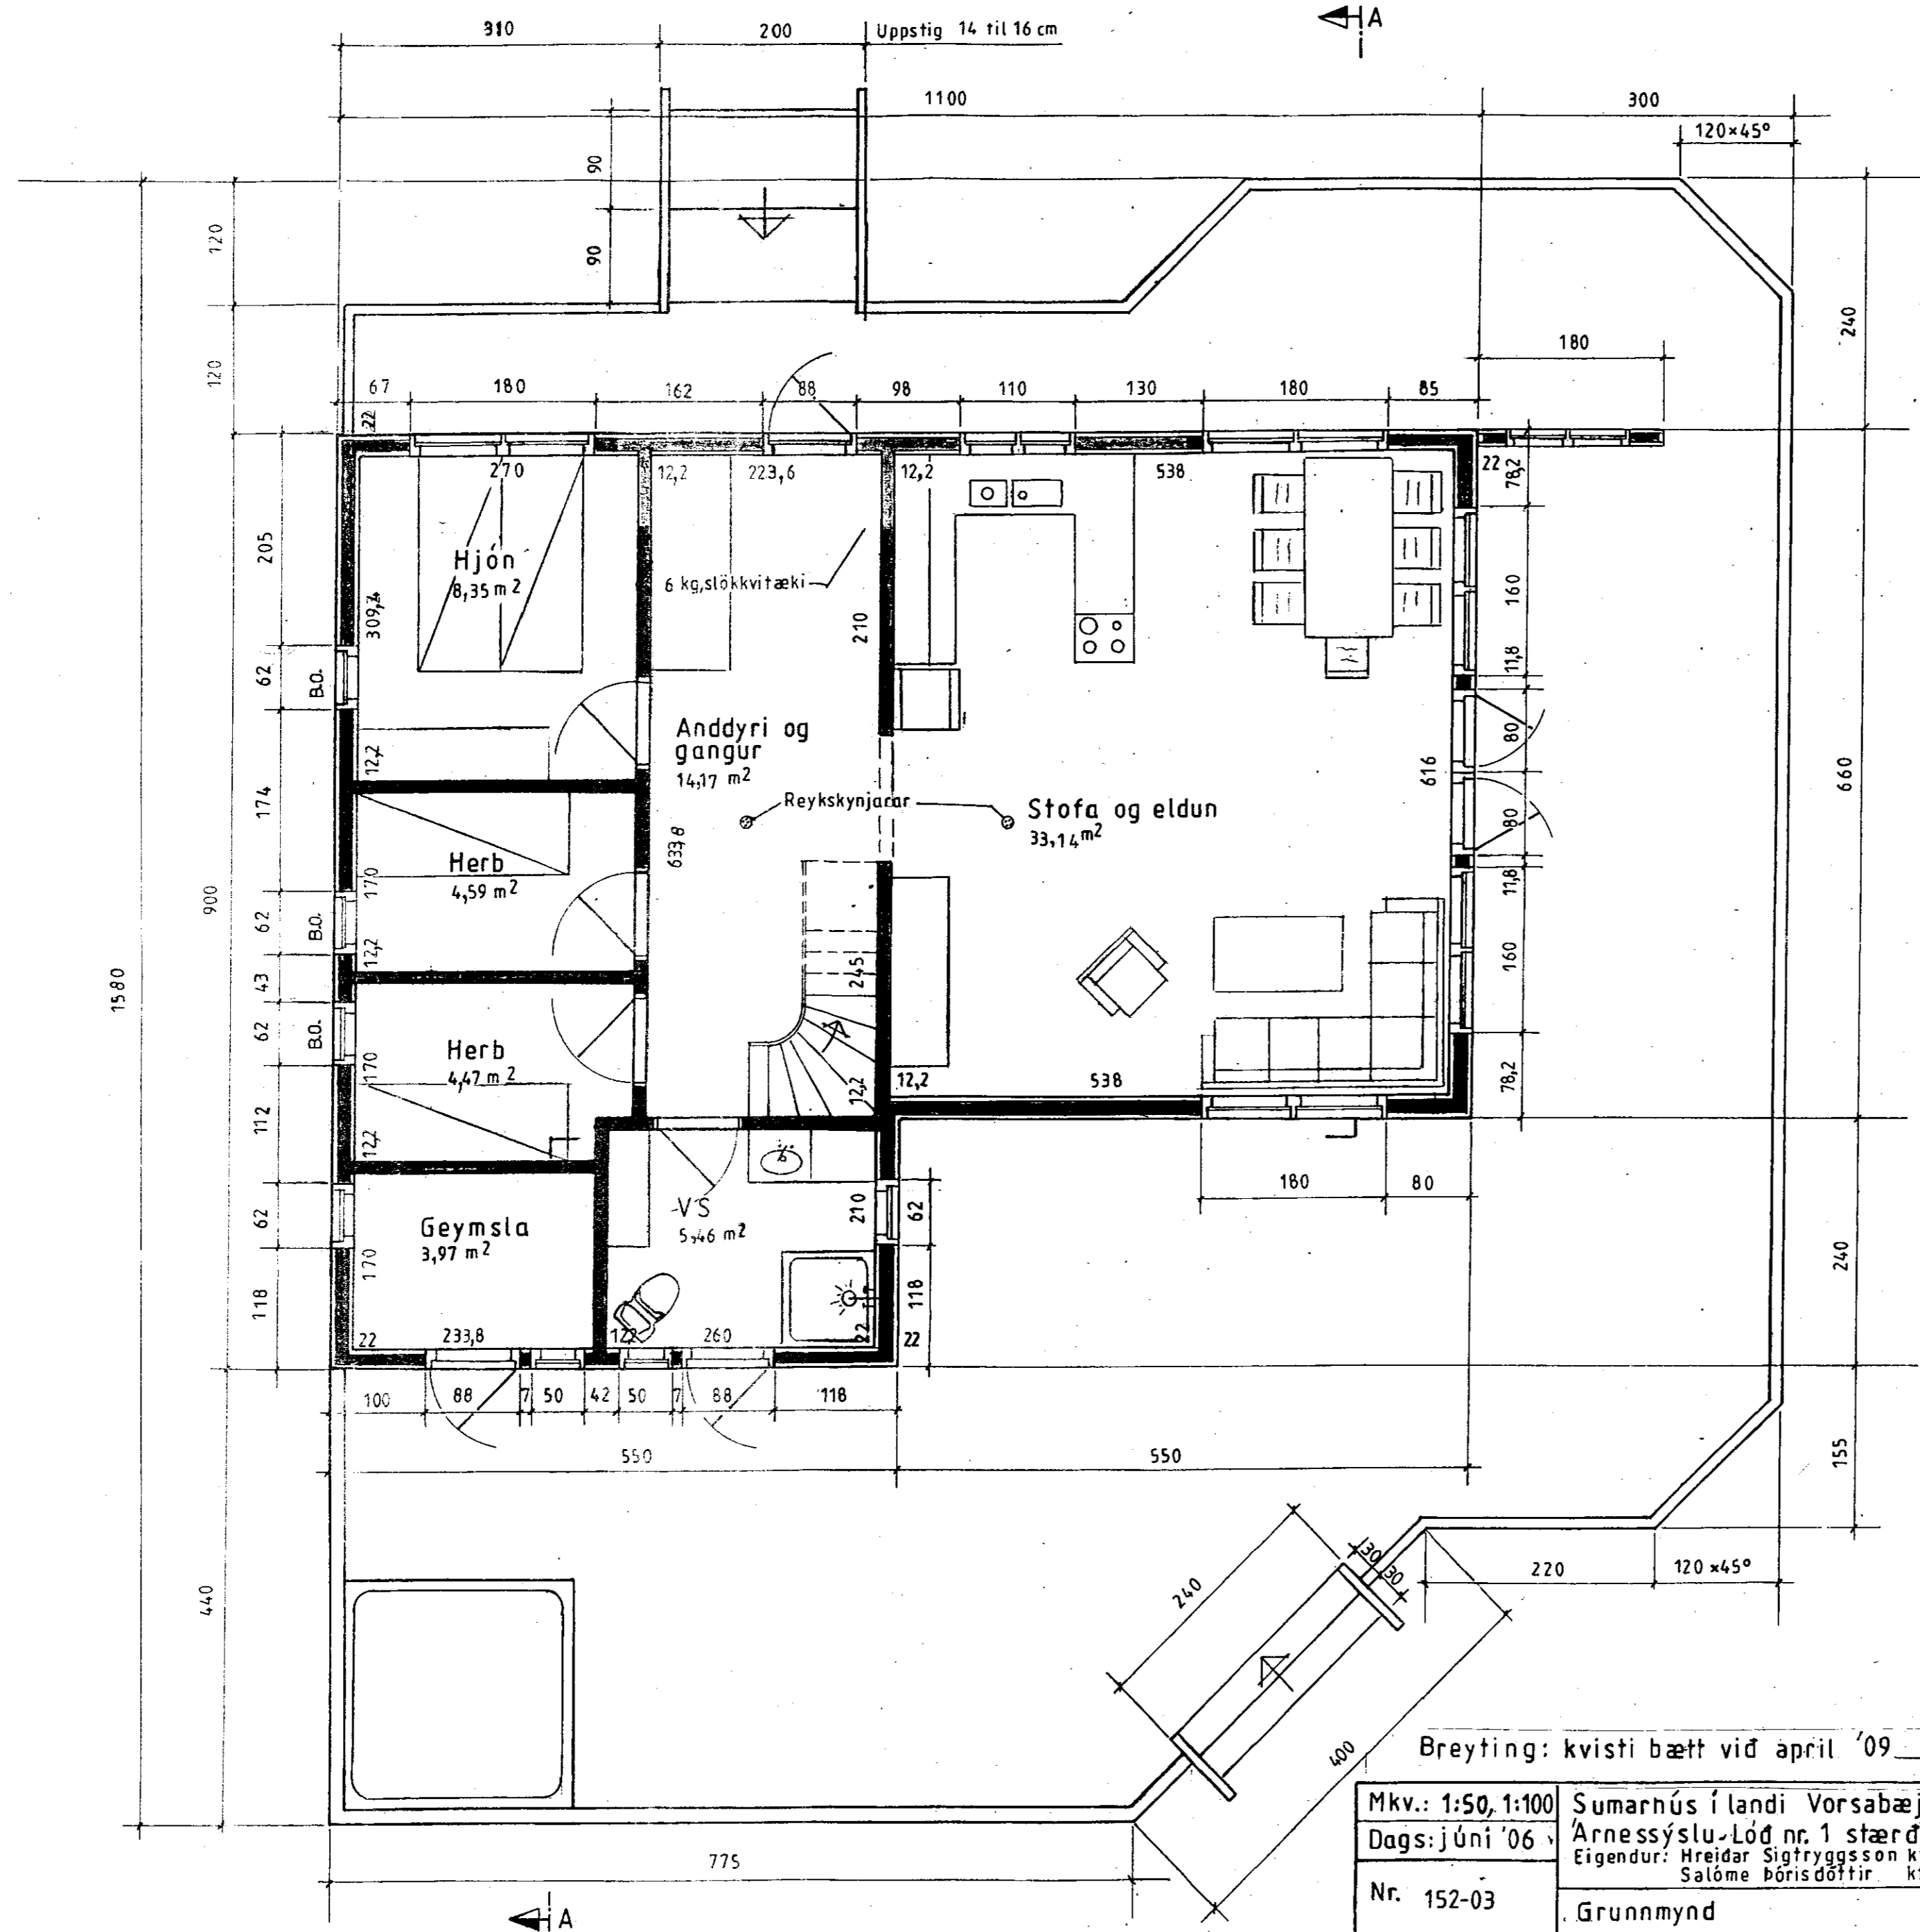 310
200
Uppstig 14 til 16 cm
A
1100
300
120×45°
90
90
120
120
240
180
67
180
162
88
98
110
130
180
85
22
270
12,2
223,6
12,2
538
22
78,2
205
Hjón
8,35 m²
309,4
6 kg,slökkvitæki
210
160
11,8
62
B.O.
12,2
Anddyri og
gangur
14,17 m²
80
616
660
174
Reykskynjarar
Stofa og eldun
33,14 m²
80
633,8
Herb
4,59 m²
170
11,8
900
62
B.O.
12,2
160
43
245
1580
62
B.O.
Herb
4,47 m²
170
12,2
12,2
538
78,2
112
12,2
180
80
62
Geymsla
3,97 m²
170
VS
5,46 m²
210
62
240
118
118
22
233,8
12,2
260
22
22
100
88
7
50
42
50
7
88
118
550
550
155
30
30
220
120×45°
240
440
400
Breyting: kvisti bætt við apríl '09
Mkv.: 1:50, 1:100
Sumarhús í landi Vorsabæj
Dags: júní '06
Árnessýslu-Lóð nr. 1 stærð
Eigendur: Hreiðar Sigtryggsson k
Salóme Þórisdóttir k
775
Nr. 152-03
Grunnmynd
A